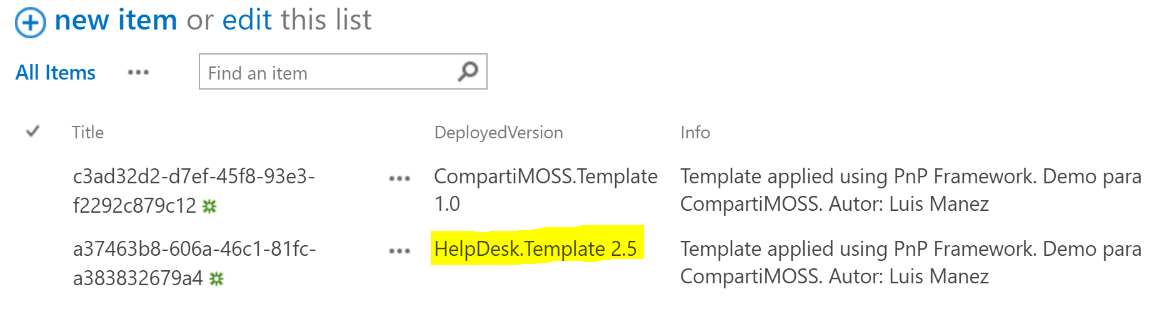 new item or edit this list
All Items ••• Find an item
Title DeployedVersion Info
c3ad32d2-d7ef-45f8-93e3- ••• CompartiMOSS.Template Template applied using PnP Framework. Demo para
f2292c879c12 1.0 CompartiMOSS. Autor: Luis Manez
a37463b8-606a-46c1-81fc- ••• HelpDesk.Template 2.5 Template applied using PnP Framework. Demo para
a383832679a4 CompartiMOSS. Autor: Luis Manez